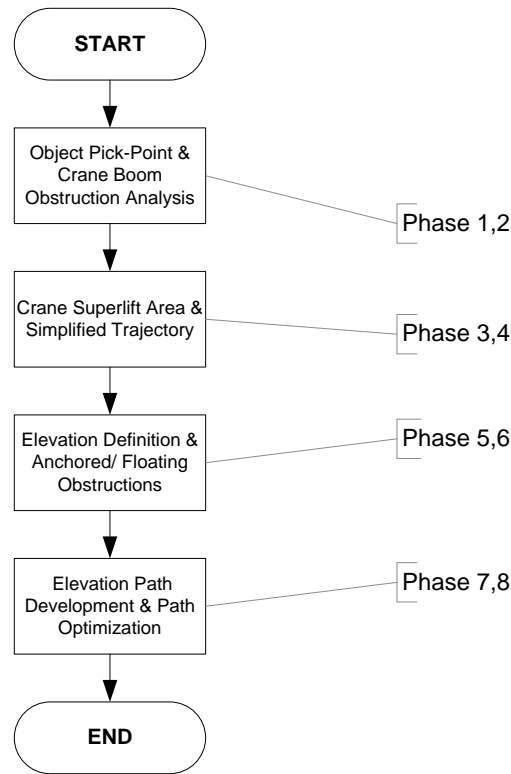 START
Object Pick-Point &
Crane Boom
Obstruction Analysis
Phase 1,2
Crane Superlift Area &
Simplified Trajectory
Phase 3,4
Elevation Definition &
Anchored/ Floating
Obstructions
Phase 5,6
Elevation Path
Development & Path
Optimization
Phase 7,8
END